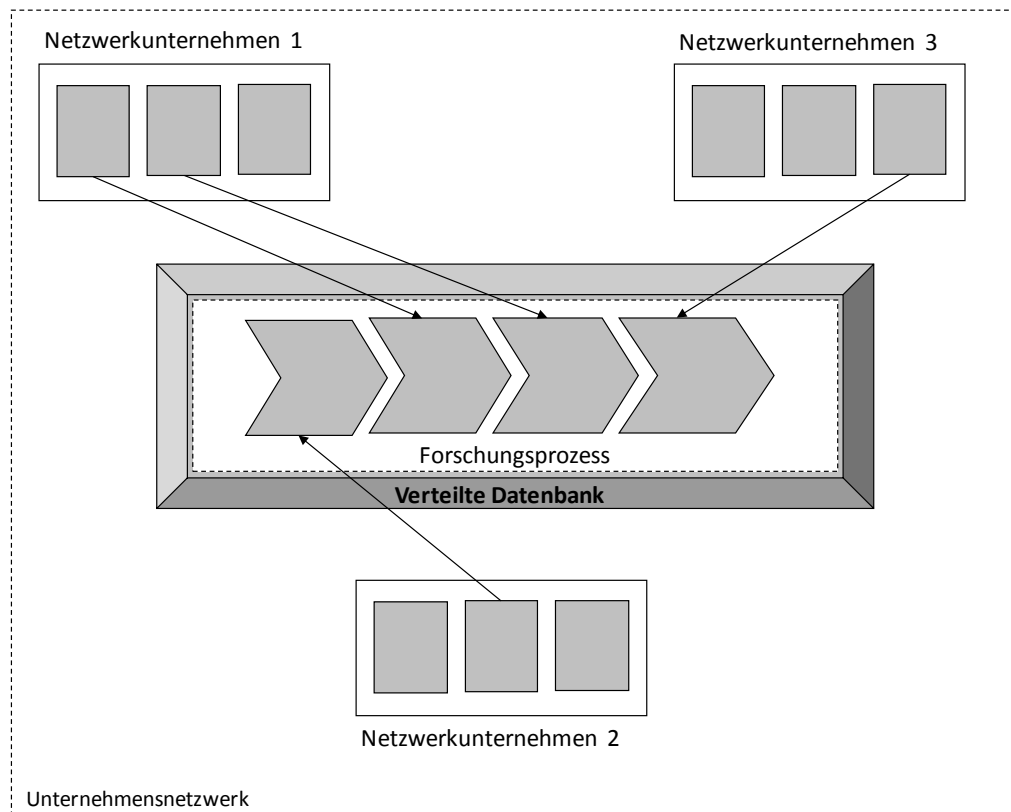 Netzwerkunternehmen 1
Netzwerkunternehmen 3
Forschungsprozess
Verteilte Datenbank
Netzwerkunternehmen 2
Unternehmensnetzwerk